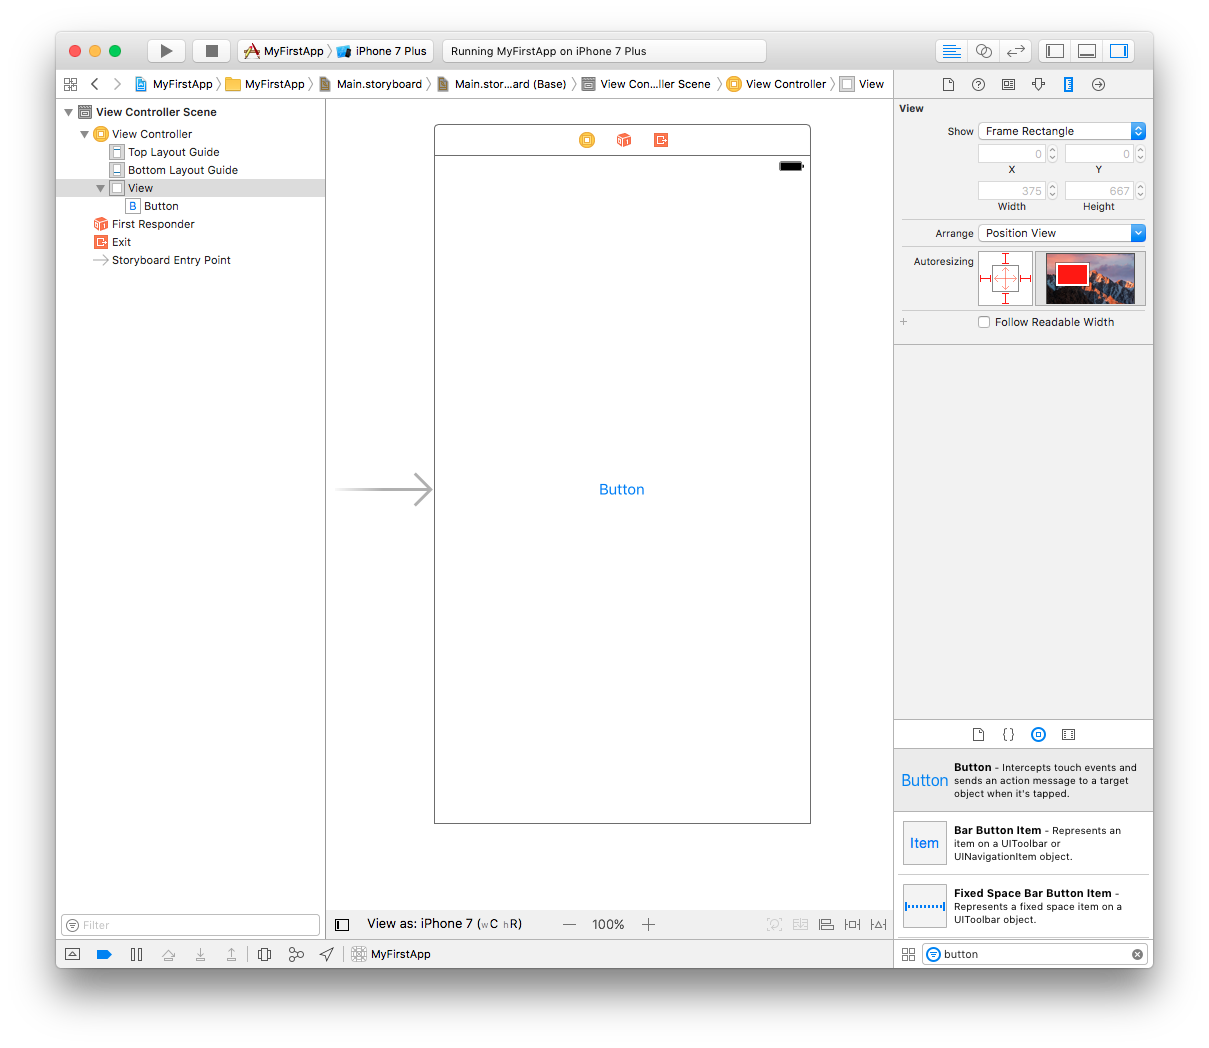 MyFirstApp iPhone 7 Plus
Running MyFirstApp on iPhone 7 Plus
MyFirstApp MyFirstApp Main.storyboard Main.stor...ard (Base) View Con...ller Scene View Controller View
View Controller Scene
View Controller
Top Layout Guide
Bottom Layout Guide
View
B Button
First Responder
Exit
Storyboard Entry Point
Filter
Button
View as: iPhone 7 (wC hR)
100%
MyFirstApp
View
Show Frame Rectangle
0 0
X Y
375 667
Width Height
Arrange Position View
Autoresizing
Follow Readable Width
{}
Button
Button - Intercepts touch events and
sends an action message to a target
object when it's tapped.
Item
Bar Button Item - Represents an
item on a UIToolbar or
UINavigationItem object.
Fixed Space Bar Button Item -
Represents a fixed space item on a
UIToolbar object.
button